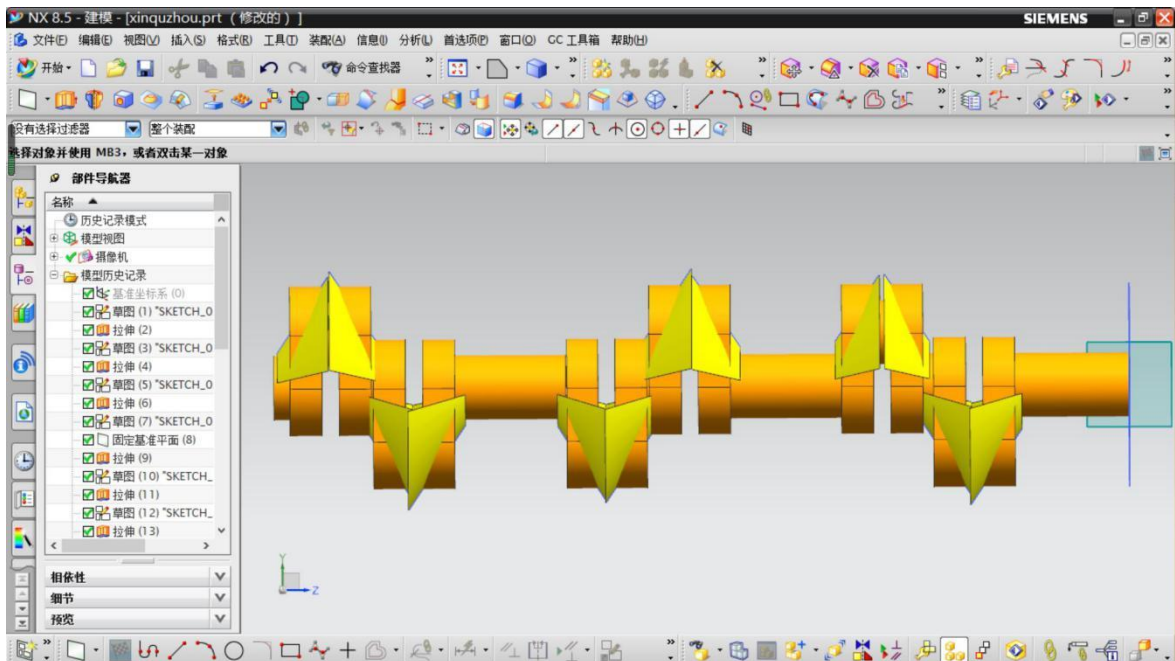 NX 8.5 - 建模 - [xinquzhou.prt （修改的）]
SIEMENS
文件(F) 编辑(E) 视图(V) 插入(S) 格式(R) 工具(T) 装配(A) 信息(I) 分析(L) 首选项(P) 窗口(O) GC 工具箱 帮助(H)
开始 命令查找器
没有选择过滤器 整个装配
选择对象并使用 MB3，或者双击某一对象
部件导航器
名称
历史记录模式
模型视图
摄像机
模型历史记录
基准坐标系 (0)
草图 (1) "SKETCH_0
拉伸 (2)
草图 (3) "SKETCH_0
拉伸 (4)
草图 (5) "SKETCH_0
拉伸 (6)
草图 (7) "SKETCH_0
固定基准平面 (8)
拉伸 (9)
草图 (10) "SKETCH_
拉伸 (11)
草图 (12) "SKETCH_
拉伸 (13)
相依性
细节
预览
Y
Z